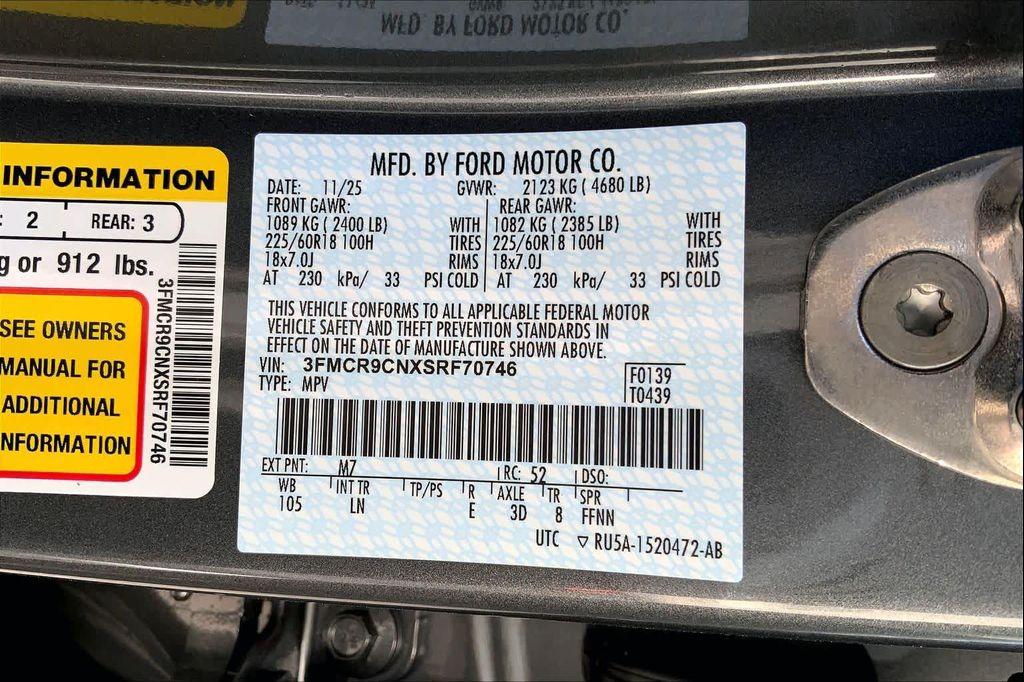 MFD. BY FORD MOTOR CO.
INFORMATION
: 2 REAR: 3
g or 912 lbs.
SEE OWNERS
MANUAL FOR
ADDITIONAL
NFORMATION
3FMCR9CNXSRF70746
MFD. BY FORD MOTOR CO.
DATE: 11/25 GVWR: 2123 KG ( 4680 LB)
FRONT GAWR: REAR GAWR:
1089 KG ( 2400 LB) WITH 1082 KG ( 2385 LB) WITH
225/60R18 100H TIRES 225/60R18 100H TIRES
18x7.0J RIMS 18x7.0J RIMS
AT 230 kPa/ 33 PSI COLD AT 230 kPa/ 33 PSI COLD
THIS VEHICLE CONFORMS TO ALL APPLICABLE FEDERAL MOTOR
VEHICLE SAFETY AND THEFT PREVENTION STANDARDS IN
EFFECT ON THE DATE OF MANUFACTURE SHOWN ABOVE.
VIN: 3FMCR9CNXSRF70746
TYPE: MPV
F0139
T0439
EXT PNT: M7 RC: 52 DSO:
WB INT TR TP/PS R AXLE TR SPR
105 LN E 3D 8 FFNN
UTC ▽ RU5A-1520472-AB